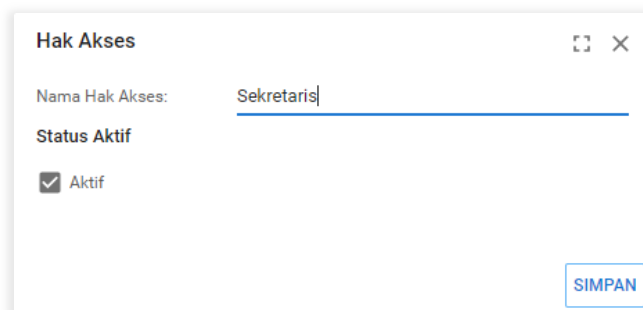 Hak Akses
Nama Hak Akses: Sekretaris
Status Aktif
Aktif
SIMPAN